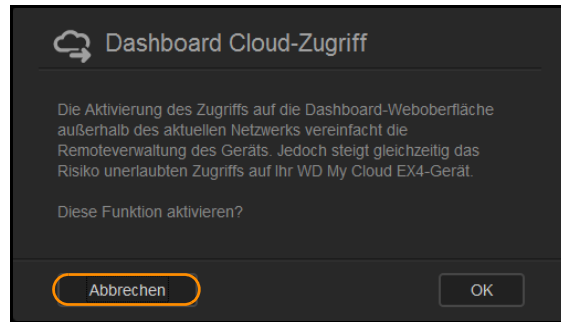 Dashboard Cloud-Zugriff
Die Aktivierung des Zugriffs auf die Dashboard-Weboberfläche
außerhalb des aktuellen Netzwerks vereinfacht die
Remoteverwaltung des Geräts. Jedoch steigt gleichzeitig das
Risiko unerlaubten Zugriffs auf Ihr WD My Cloud EX4-Gerät.
Diese Funktion aktivieren?
Abbrechen
OK